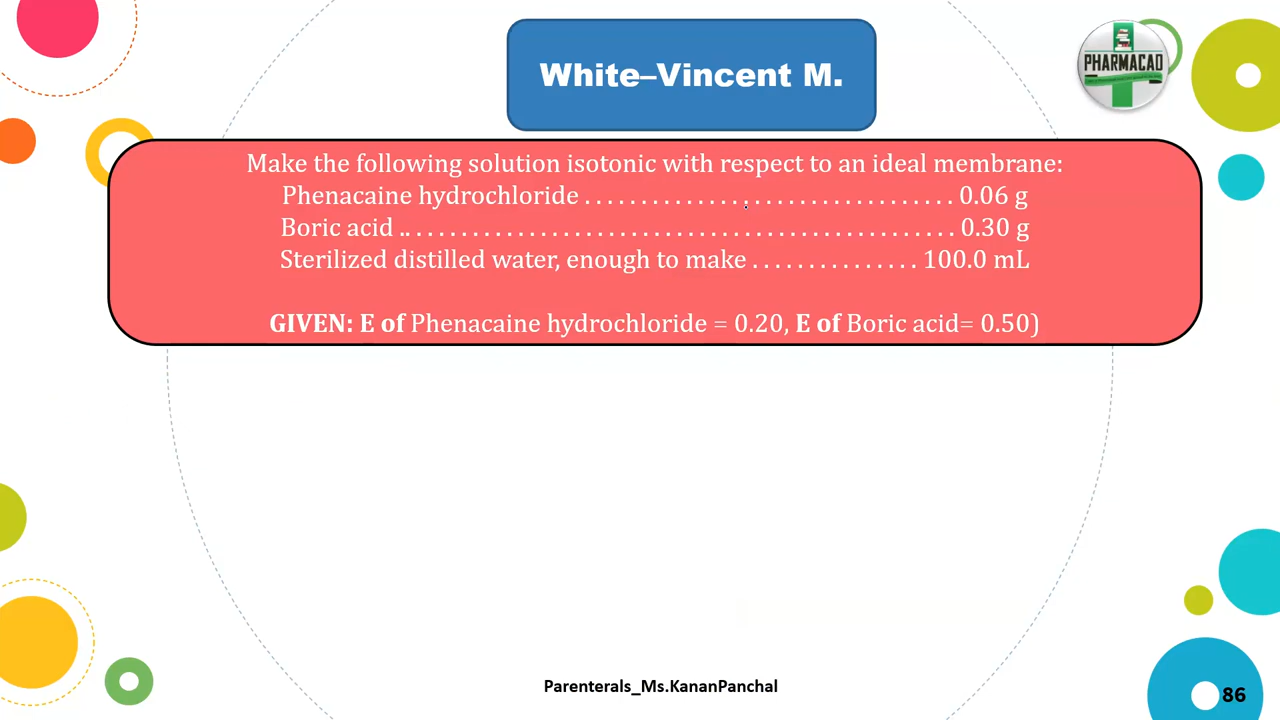 White–Vincent M.
PHARMACAD
Make the following solution isotonic with respect to an ideal membrane:
Phenacaine hydrochloride . . . . . . . . . . . . . . . . . . . . . . . . . . . . . . . . . 0.06 g
Boric acid .. . . . . . . . . . . . . . . . . . . . . . . . . . . . . . . . . . . . . . . . . . . . . . . . . 0.30 g
Sterilized distilled water, enough to make . . . . . . . . . . . . . . . 100.0 mL
GIVEN: E of Phenacaine hydrochloride = 0.20, E of Boric acid= 0.50)
Parenterals_Ms.KananPanchal
86